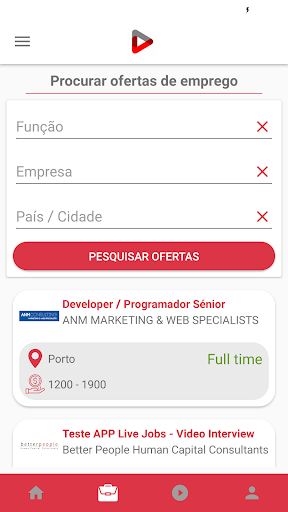 Procurar ofertas de emprego
Função
Empresa
País / Cidade
PESQUISAR OFERTAS
Developer / Programador Sénior
ANM CONSULTING
ANM MARKETING & WEB SPECIALISTS
Porto
Full time
1200 - 1900
Teste APP Live Jobs - Video Interview
betterpeople
Better People Human Capital Consultants